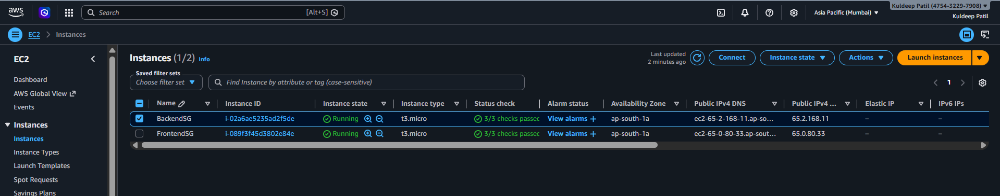 aws
Search [Alt+S]
Asia Pacific (Mumbai)
Kuldeep Patil (4754-3229-7908)
Kuldeep Patil
EC2 > Instances
EC2
Dashboard
AWS Global View
Events
Instances
Instances
Instance Types
Launch Templates
Spot Requests
Savings Plans
Instances (1/2) Info
Last updated
2 minutes ago
Connect Instance state Actions Launch instances
Saved filter sets
Choose filter set
Find Instance by attribute or tag (case-sensitive)
1
Name Instance ID Instance state Instance type Status check Alarm status Availability Zone Public IPv4 DNS Public IPv4 ... Elastic IP IPv6 IPs
BackendSG i-02a6ae5235ad2f5de Running t3.micro 3/3 checks passed View alarms + ap-south-1a ec2-65-2-168-11.ap-so... 65.2.168.11 – –
FrontendSG i-089f3f45d3802e84e Running t3.micro 3/3 checks passed View alarms + ap-south-1a ec2-65-0-80-33.ap-sout... 65.0.80.33 – –